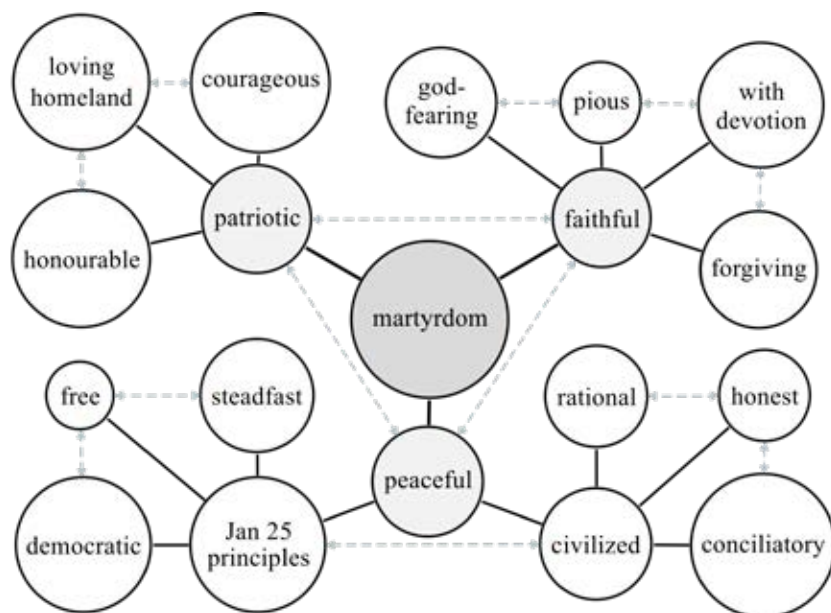 loving
homeland
courageous
god-
fearing
pious
with
devotion
patriotic
faithful
honourable
forgiving
martyrdom
free
steadfast
rational
honest
peaceful
democratic
Jan 25
principles
civilized
conciliatory